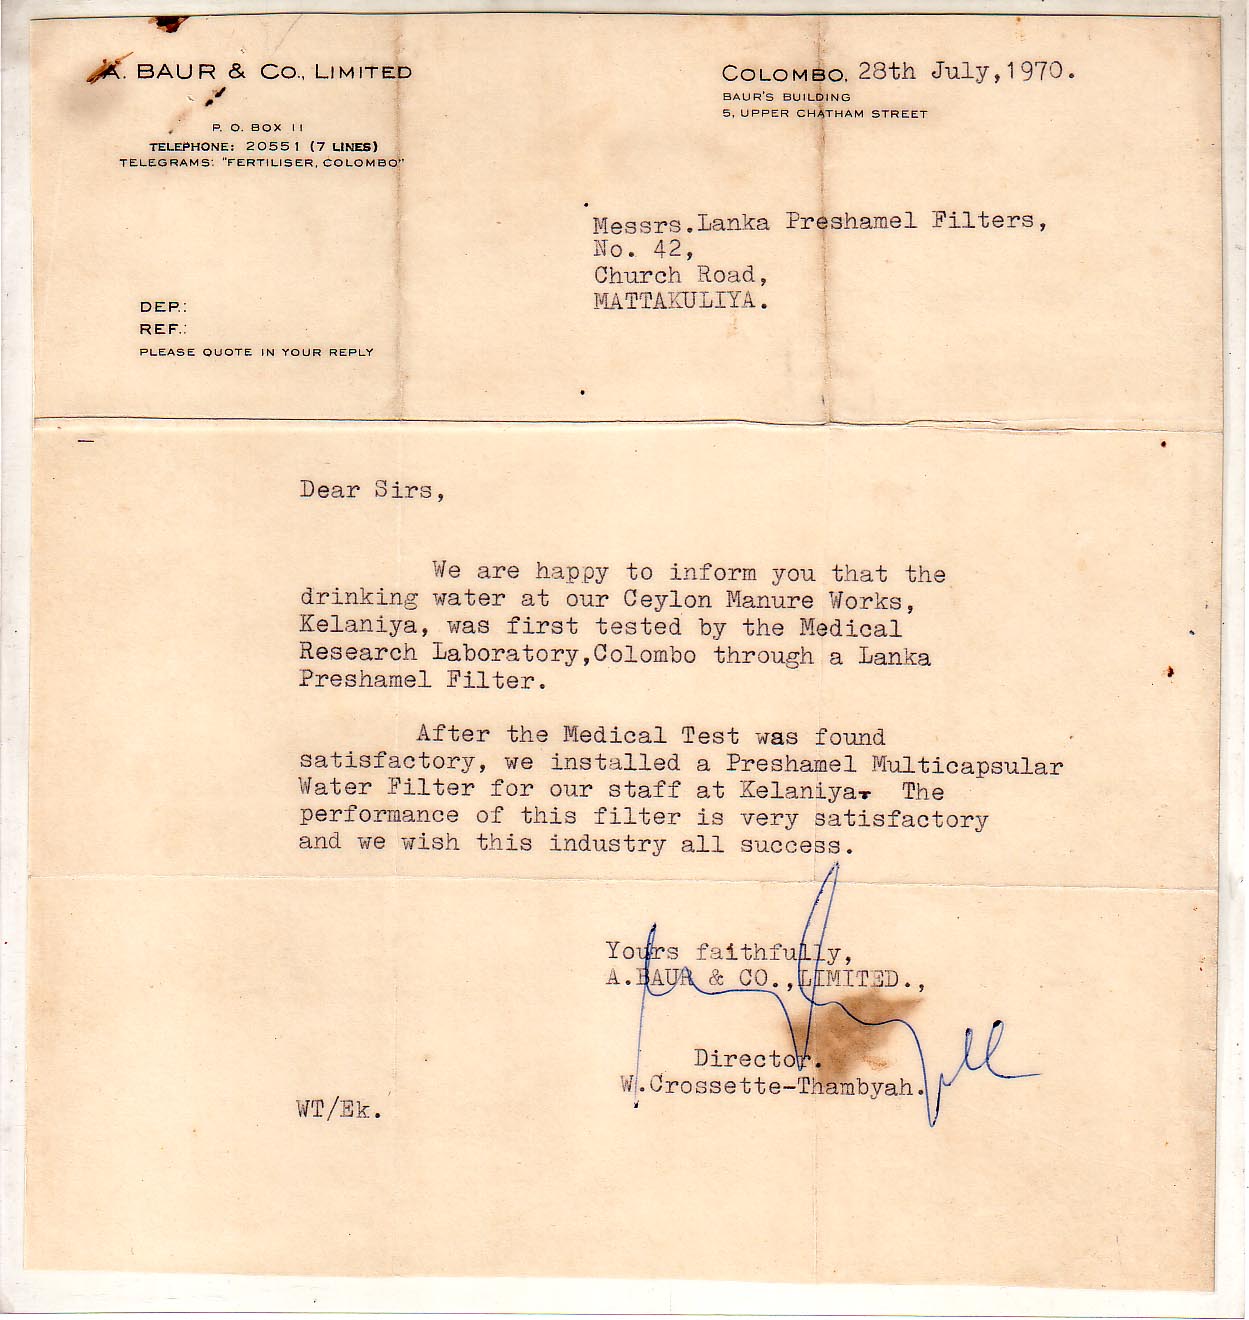 A. BAUR & Co., LIMITED
P. O. BOX 11
TELEPHONE: 20551 (7 LINES)
TELEGRAMS: "FERTILISER, COLOMBO"
COLOMBO, 28th July,1970.
BAUR'S BUILDING
5, UPPER CHATHAM STREET
Messrs.Lanka Preshamel Filters,
No. 42,
Church Road,
MATTAKULIYA.
DEP.:
REF.:
PLEASE QUOTE IN YOUR REPLY
Dear Sirs,
We are happy to inform you that the
drinking water at our Ceylon Manure Works,
Kelaniya, was first tested by the Medical
Research Laboratory,Colombo through a Lanka
Preshamel Filter.
After the Medical Test was found
satisfactory, we installed a Preshamel Multicapsular
Water Filter for our staff at Kelaniya. The
performance of this filter is very satisfactory
and we wish this industry all success.
Yours faithfully,
A.BAUR & CO.,LIMITED.,
Director.
W.Crossette-Thambyah.
WT/Ek.